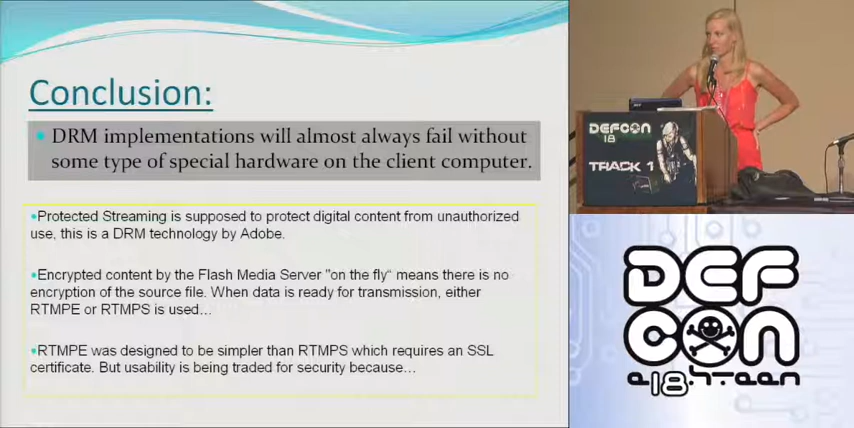 Conclusion:
•DRM implementations will almost always fail without
some type of special hardware on the client computer.
•Protected Streaming is supposed to protect digital content from unauthorized
use, this is a DRM technology by Adobe.
•Encrypted content by the Flash Media Server "on the fly“ means there is no
encryption of the source file. When data is ready for transmission, either
RTMPE or RTMPS is used…
•RTMPE was designed to be simpler than RTMPS which requires an SSL
certificate. But usability is being traded for security because…
DEFCON
18
TRACK 1
DEF
CON
e18h-teen